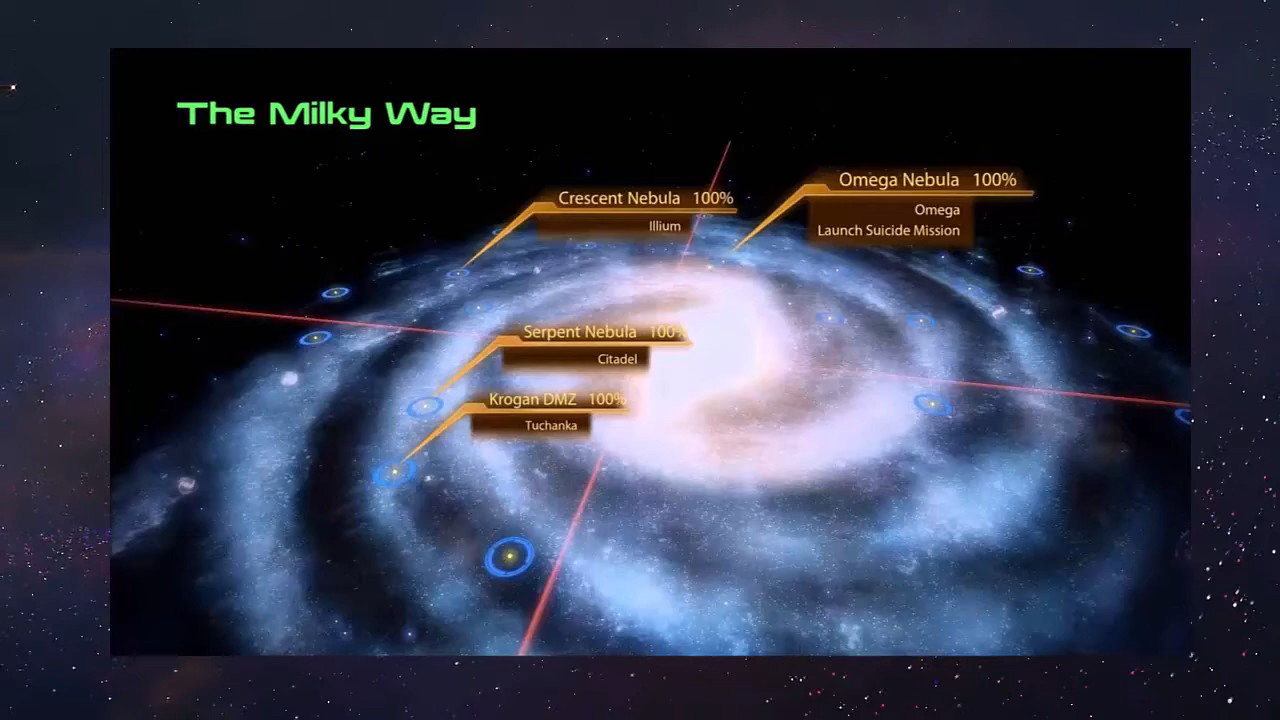 The Milky Way
Omega Nebula 100%
Omega
Launch Suicide Mission
Crescent Nebula 100%
Illium
Serpent Nebula 100%
Citadel
Krogan DMZ 100%
Tuchanka